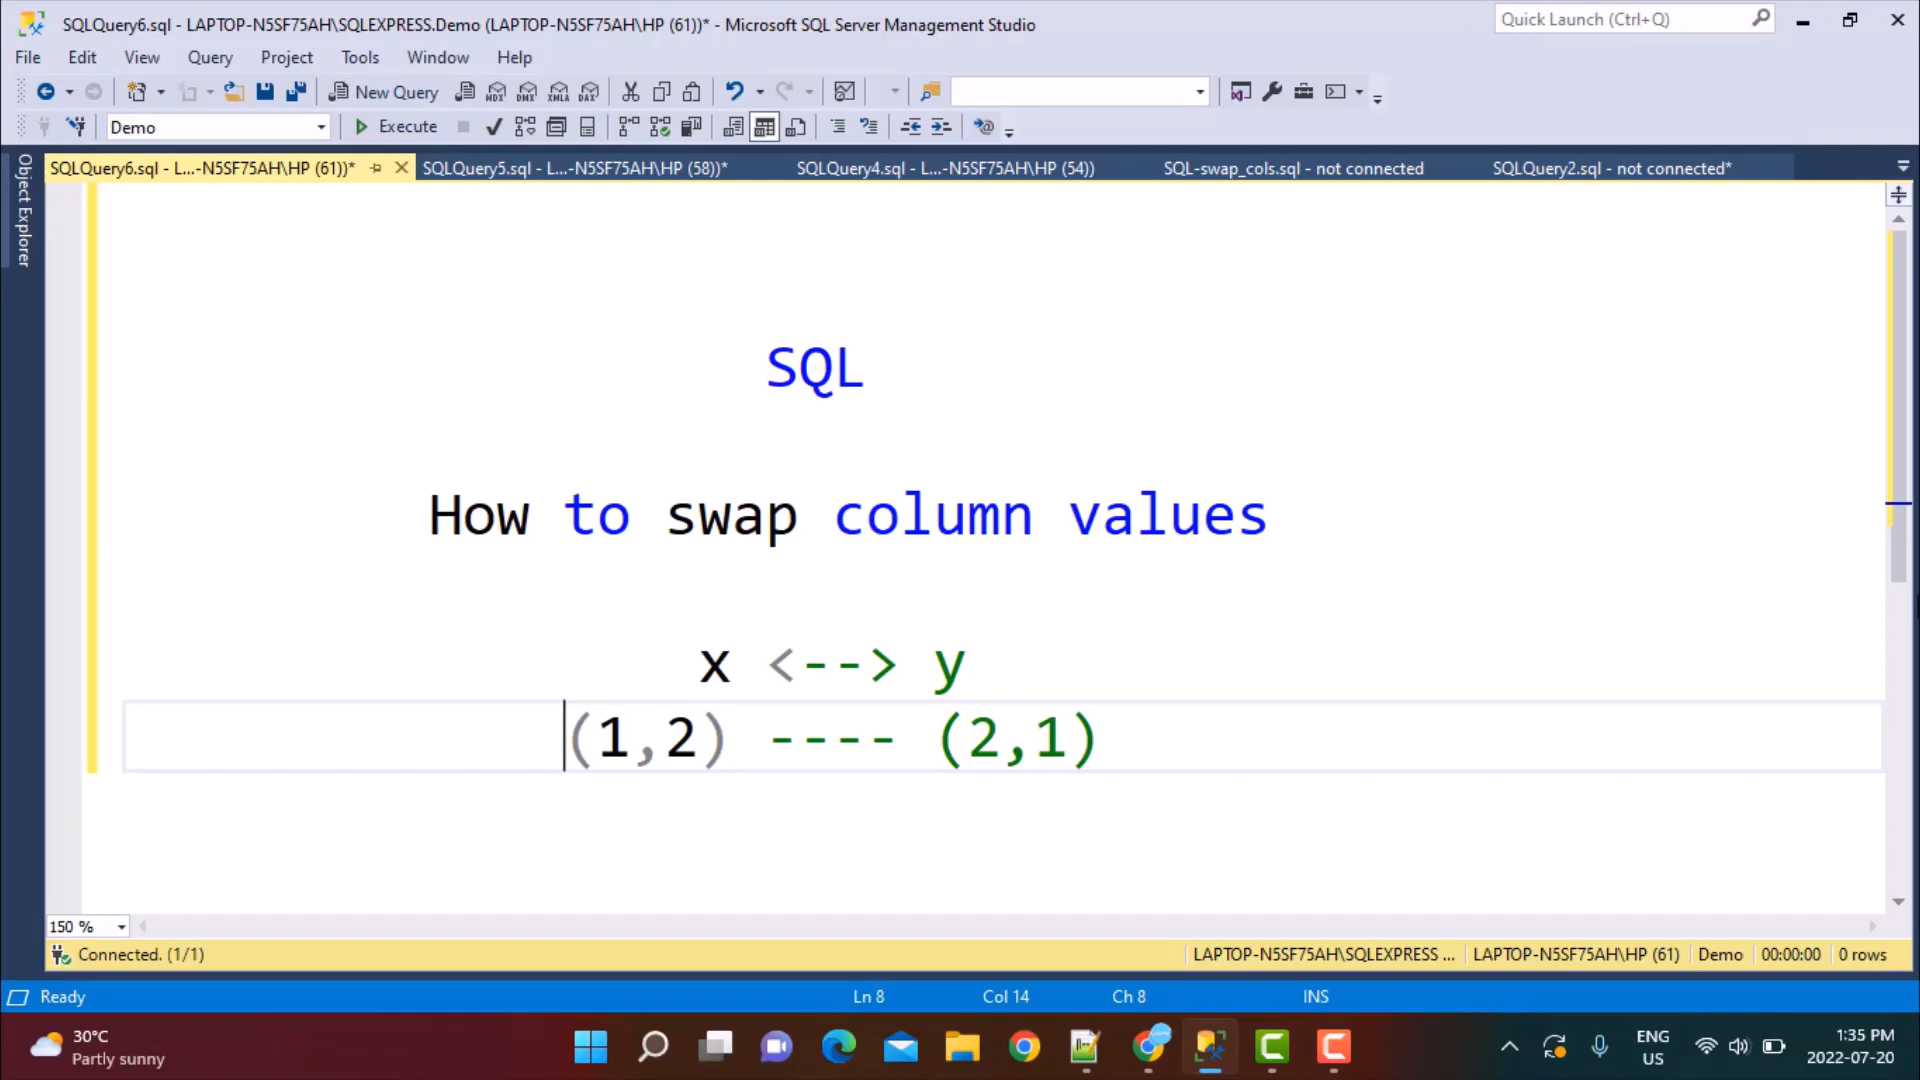 SQLQuery6.sql - LAPTOP-N5SF75AH\SQLEXPRESS.Demo (LAPTOP-N5SF75AH\HP (61))* - Microsoft SQL Server Management Studio
Quick Launch (Ctrl+Q)
File Edit View Query Project Tools Window Help
New Query MDX DMX XMLA DAX
Demo Execute
Object Explorer
SQLQuery6.sql - L...-N5SF75AH\HP (61))* SQLQuery5.sql - L...-N5SF75AH\HP (58))* SQLQuery4.sql - L...-N5SF75AH\HP (54)) SQL-swap_cols.sql - not connected SQLQuery2.sql - not connected*
SQL
How to swap column values
x <--> y
(1,2) ---- (2,1)
150 %
Connected. (1/1) LAPTOP-N5SF75AH\SQLEXPRESS ... LAPTOP-N5SF75AH\HP (61) Demo 00:00:00 0 rows
Ready Ln 8 Col 14 Ch 8 INS
30°C
Partly sunny
ENG
US
1:35 PM
2022-07-20